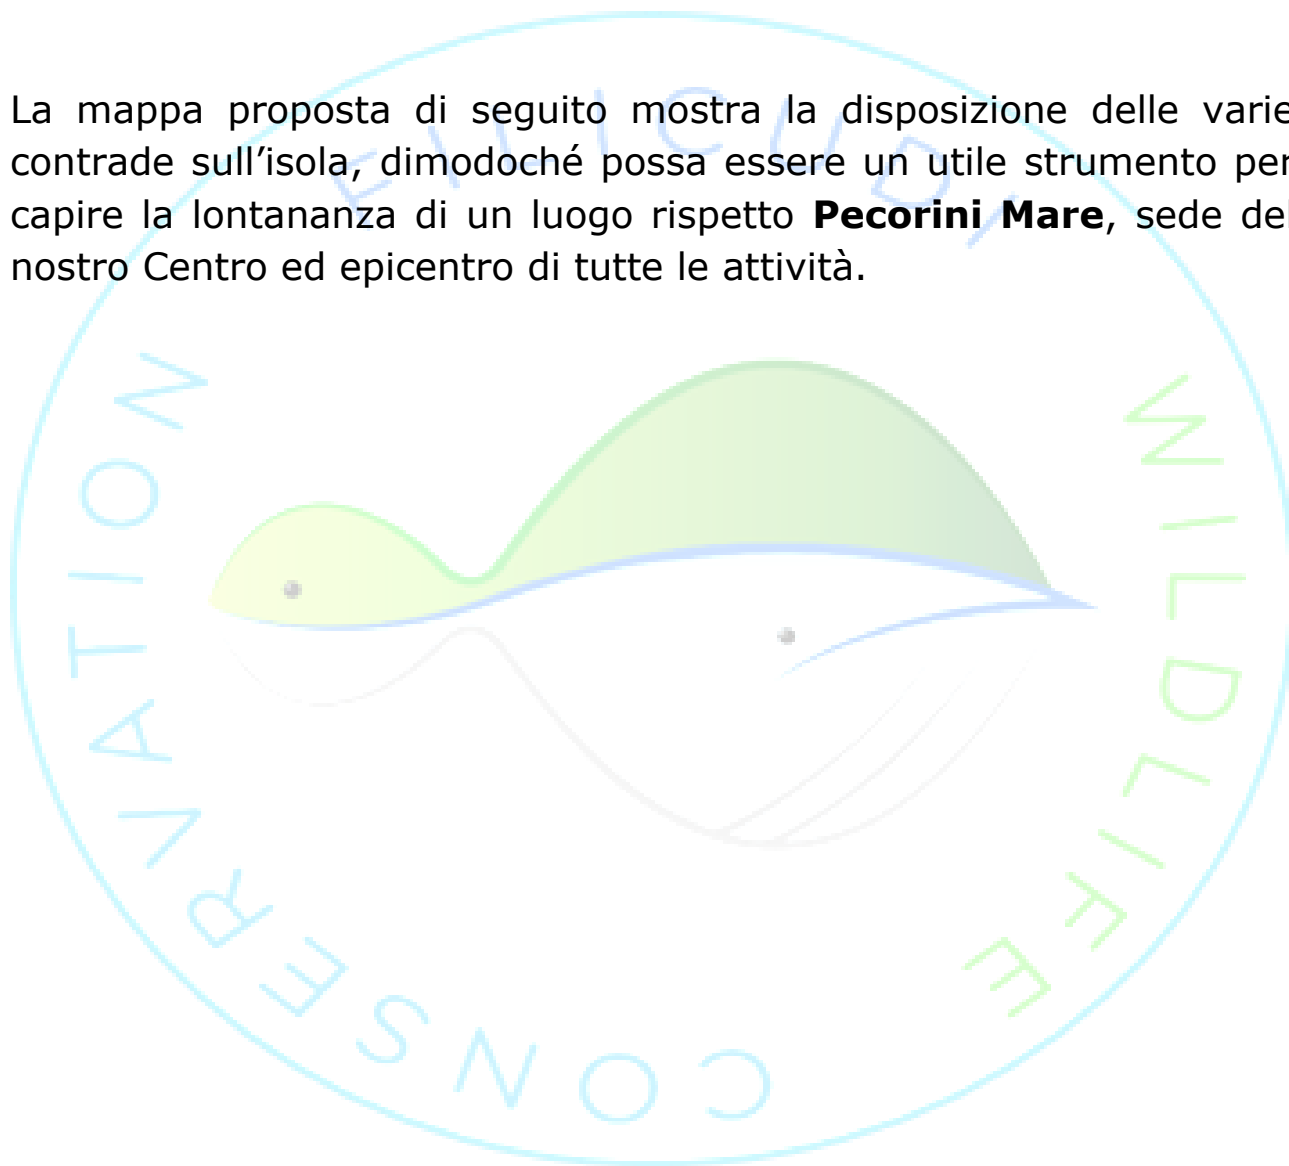 La mappa proposta di seguito mostra la disposizione delle varie
contrade sull’isola, dimodoché possa essere un utile strumento per
capire la lontananza di un luogo rispetto Pecorini Mare, sede del
nostro Centro ed epicentro di tutte le attività.
FILICUDI
WILDLIFE
CONSERVATION